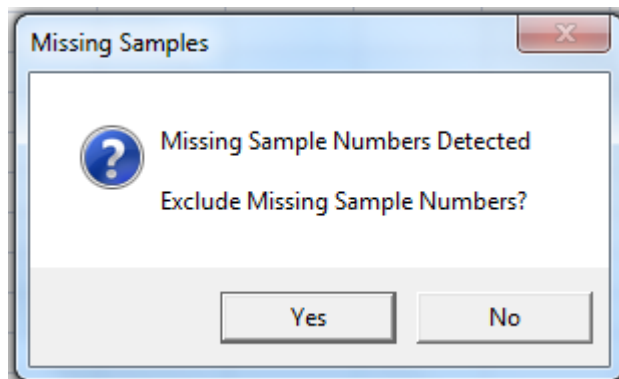 Missing Samples
Missing Sample Numbers Detected
Exclude Missing Sample Numbers?
Yes
No